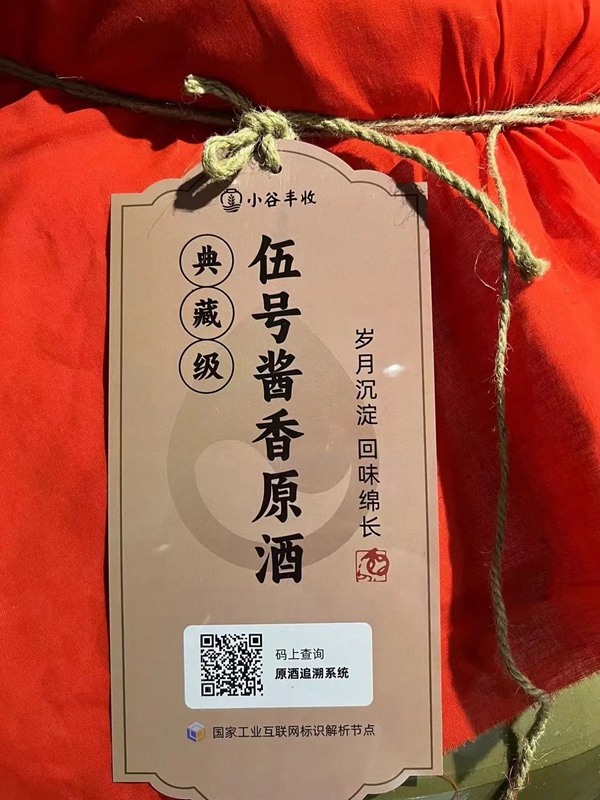 小谷丰收
典藏级
伍号酱香原酒
岁月沉淀 回味绵长
码上查询
原酒追溯系统
国家工业互联网标识解析节点